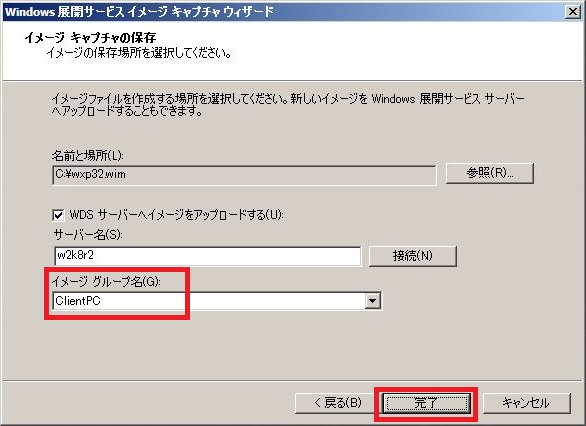 Windows 展開サービス イメージ キャプチャ ウィザード
イメージ キャプチャの保存
イメージの保存場所を選択してください。
イメージファイルを作成する場所を選択してください。新しいイメージを Windows 展開サービス サーバー
へアップロードすることもできます。
名前と場所(L):
C:¥wxp32.wim
参照(R)...
WDS サーバーへイメージをアップロードする(U):
サーバー名(S):
w2k8r2
接続(N)
イメージ グループ名(G):
ClientPC
< 戻る(B)
完了
キャンセル